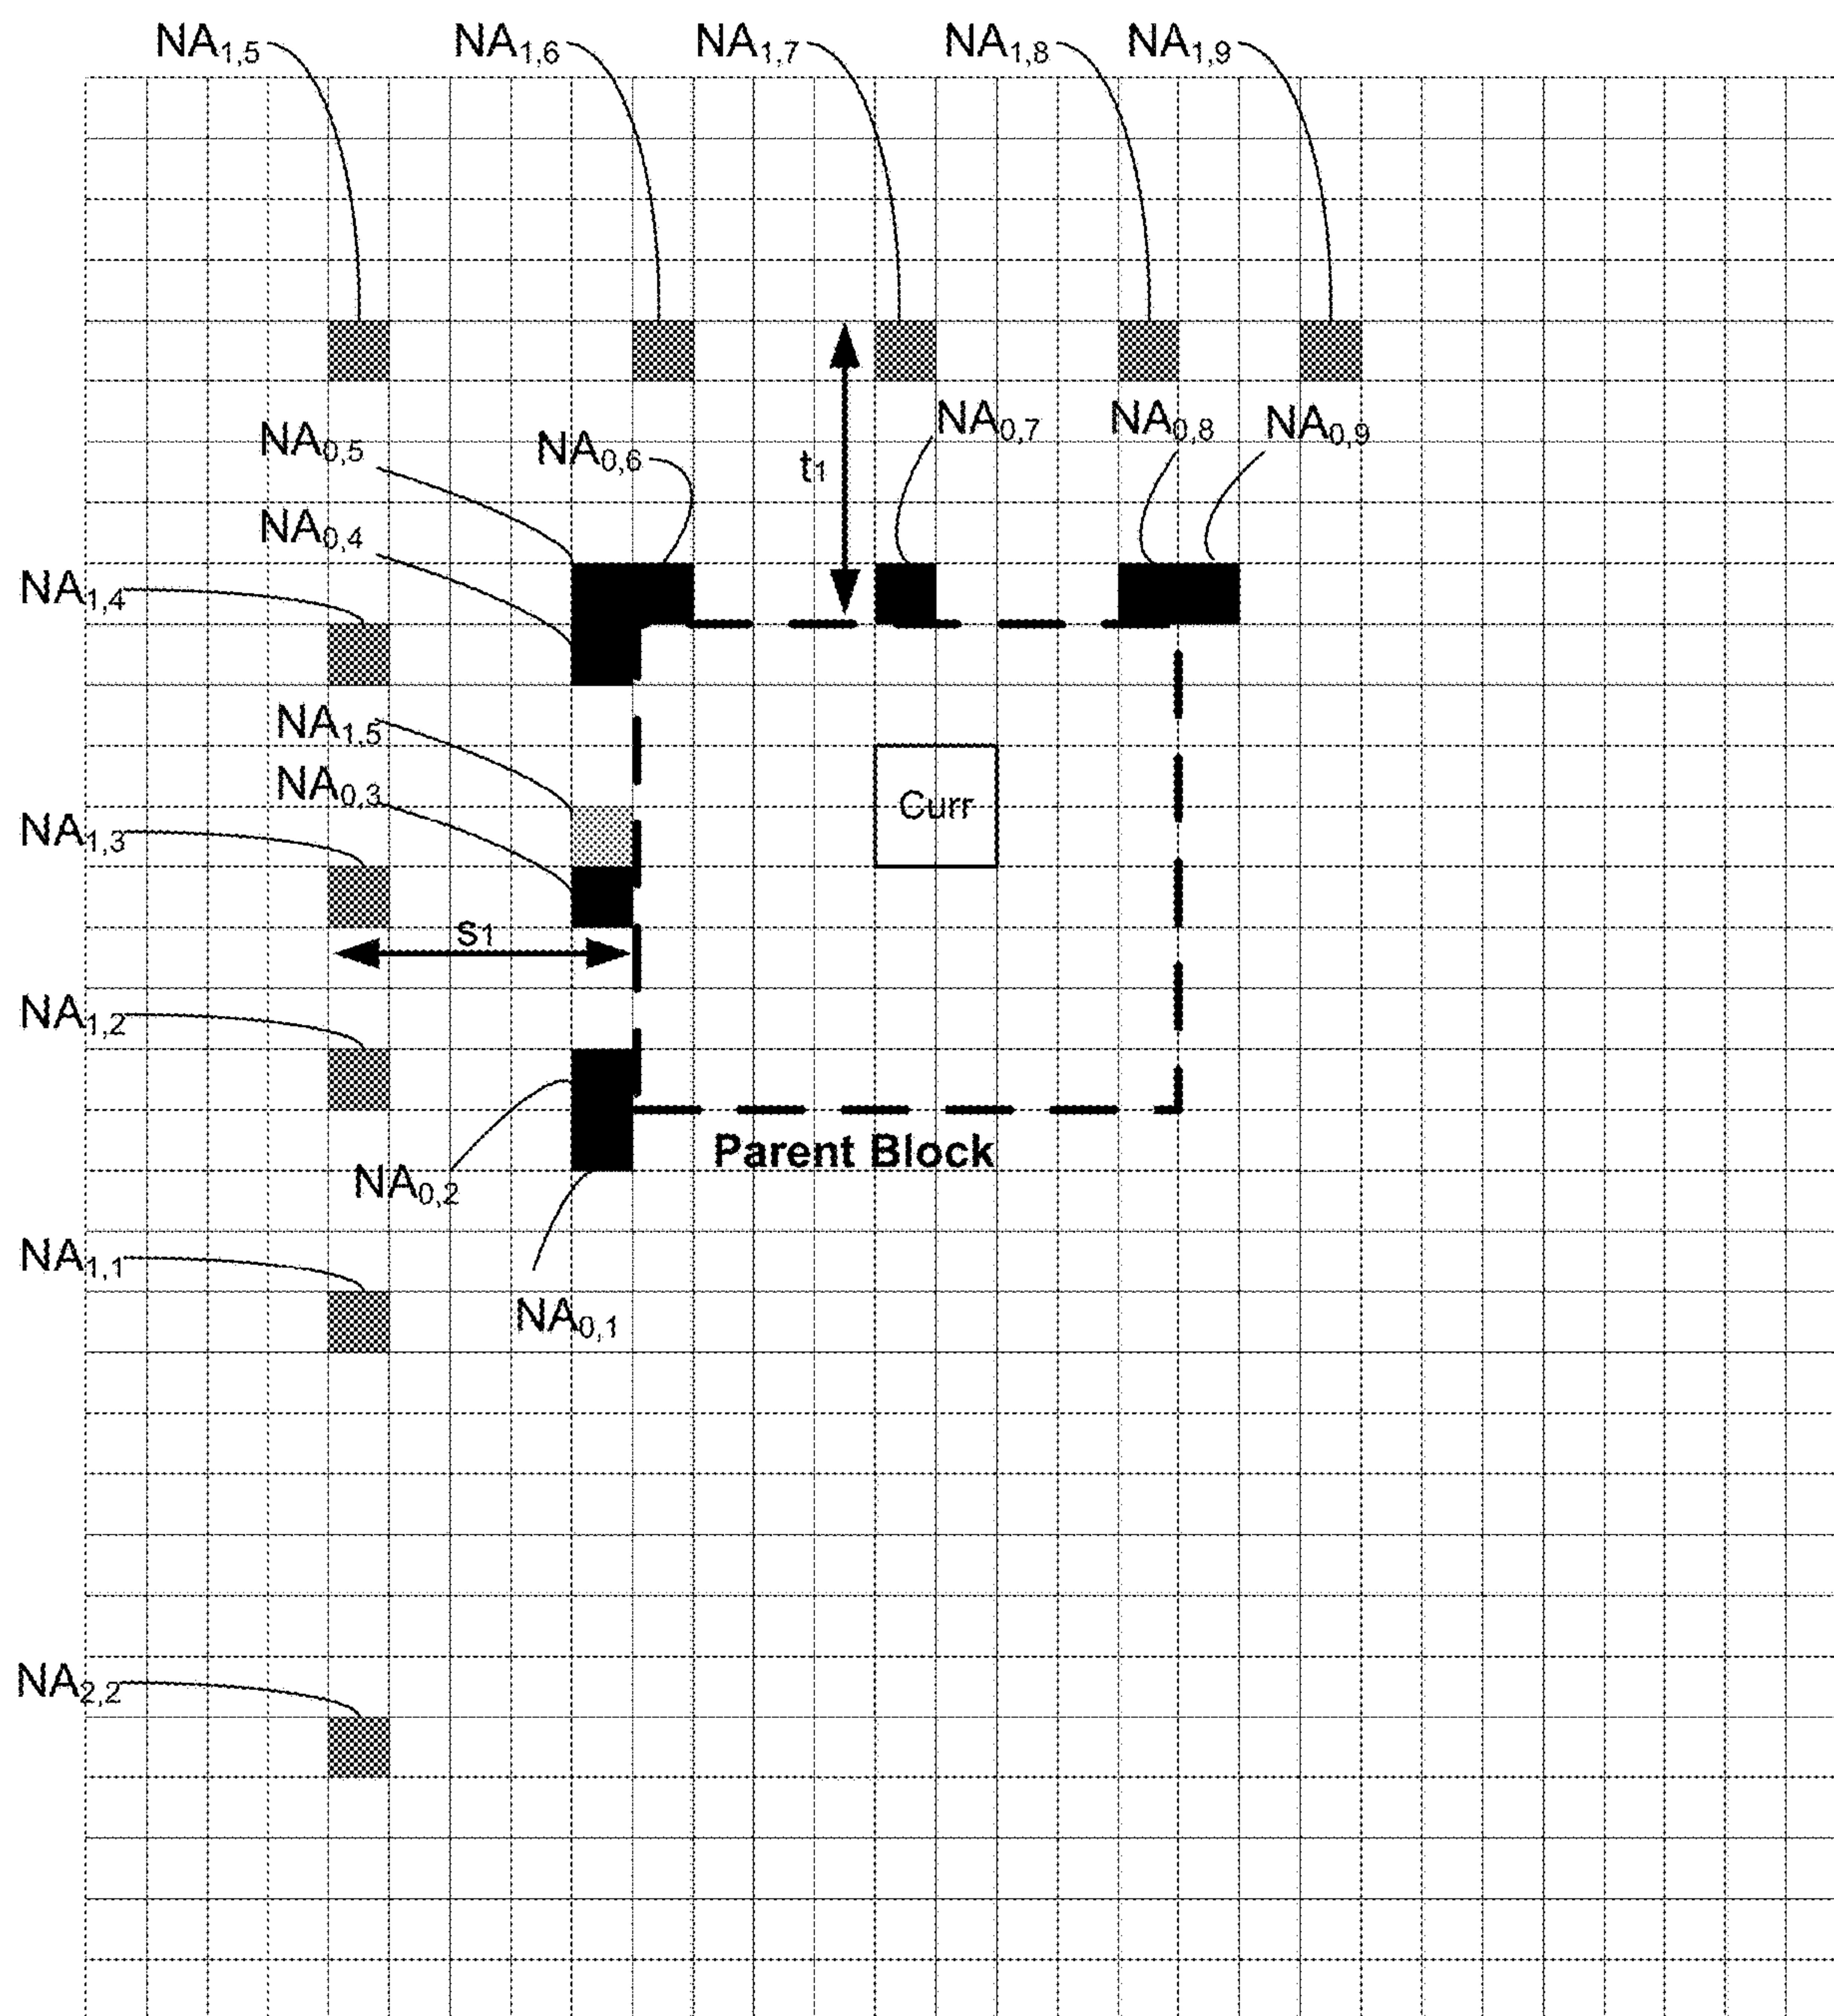 NA1,5 NA1,6 NA1,7 NA1,8 NA1,9
NA0,7 NA0,8 NA0,9
NA0,5 NA0,6 t1
NA0,4
NA1,4
NA1,5
NA0,3 Curr
NA1,3
S1
NA1,2
Parent Block
NA0,2
NA1,1
NA0,1
NA2,2